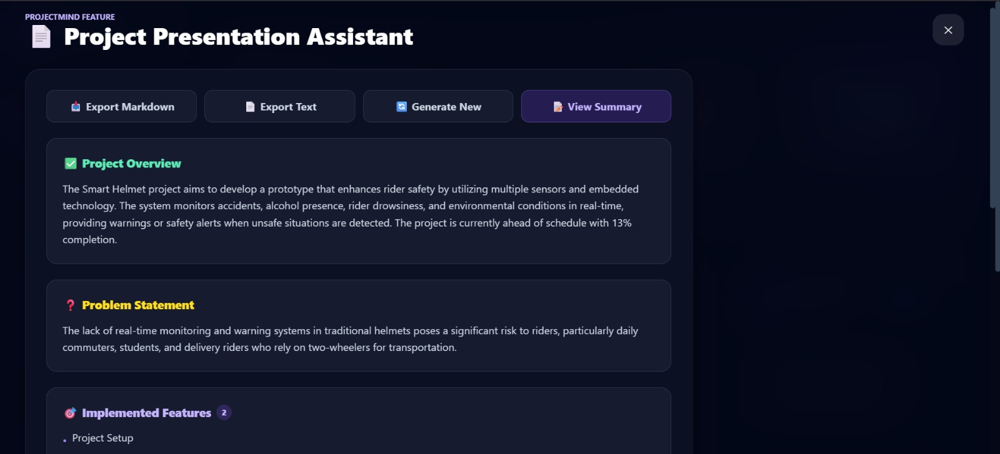 PROJECTMIND FEATURE
Project Presentation Assistant
Export Markdown
Export Text
Generate New
View Summary
Project Overview
The Smart Helmet project aims to develop a prototype that enhances rider safety by utilizing multiple sensors and embedded
technology. The system monitors accidents, alcohol presence, rider drowsiness, and environmental conditions in real-time,
providing warnings or safety alerts when unsafe situations are detected. The project is currently ahead of schedule with 13%
completion.
Problem Statement
The lack of real-time monitoring and warning systems in traditional helmets poses a significant risk to riders, particularly daily
commuters, students, and delivery riders who rely on two-wheelers for transportation.
Implemented Features 2
• Project Setup